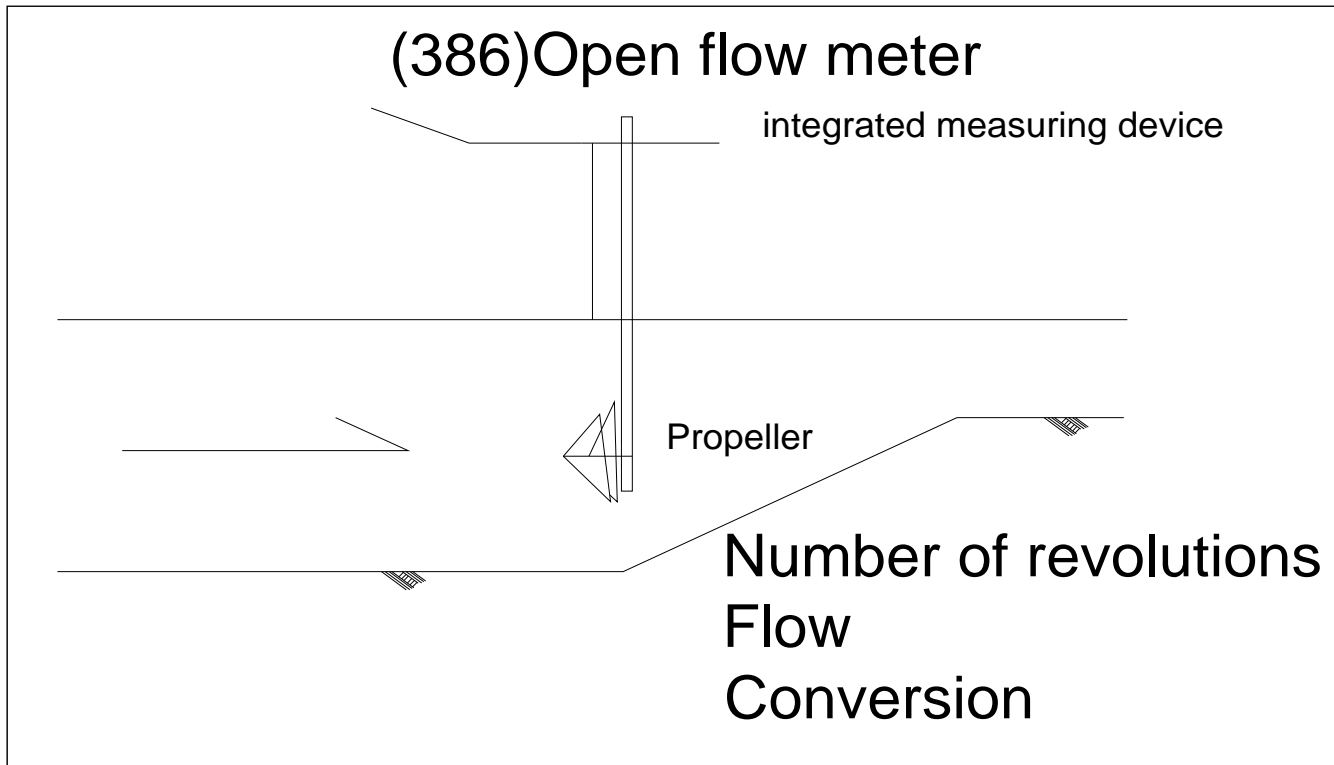 (386)Open flow meter
integrated measuring device
Propeller
Number of revolutions
Flow
Conversion